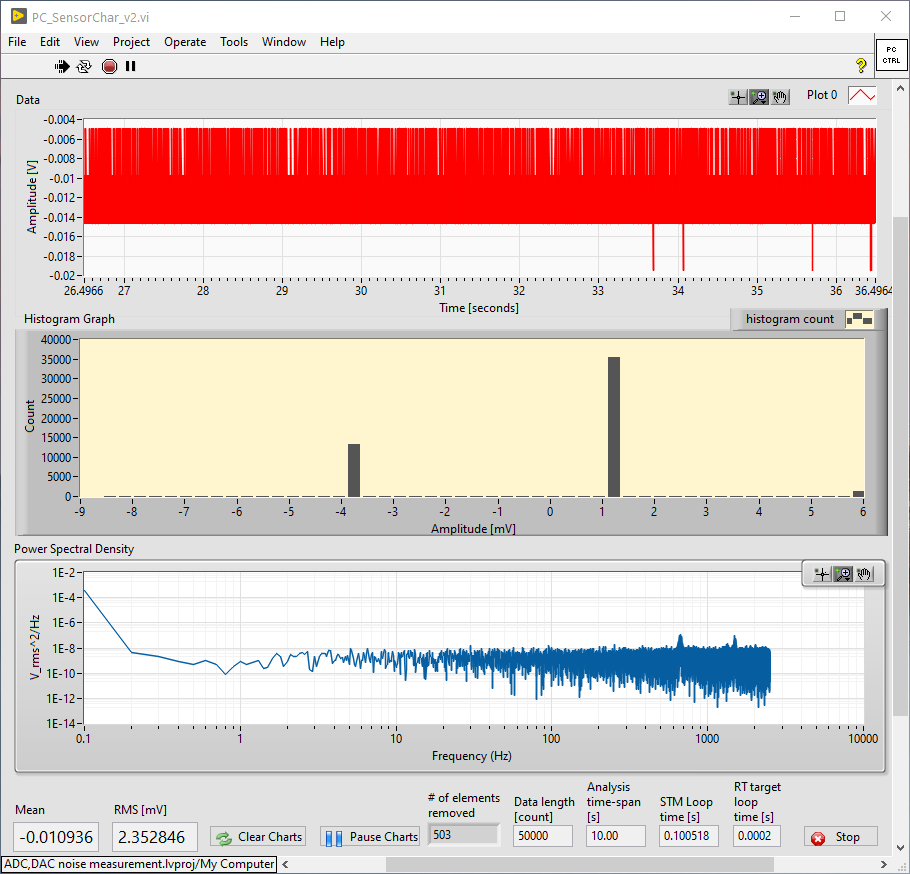 PC_SensorChar_v2.vi
File Edit View Project Operate Tools Window Help
PC
CTRL
?
Data
Plot 0
-0.004
-0.006
-0.008
-0.01
-0.012
-0.014
-0.016
-0.018
-0.02
Amplitude [V]
26.4966 27 28 29 30 31 32 33 34 35 36 36.4964
Time [seconds]
Histogram Graph
histogram count
40000
35000
30000
25000
20000
15000
10000
5000
0
Count
-9 -8 -7 -6 -5 -4 -3 -2 -1 0 1 2 3 4 5 6
Amplitude [mV]
Power Spectral Density
1E-2
1E-4
1E-6
1E-8
1E-10
1E-12
1E-14
V_rms^2/Hz
0.1 1 10 100 1000 10000
Frequency (Hz)
Mean
-0.010936
RMS [mV]
2.352846
Clear Charts
Pause Charts
# of elements
removed
503
Data length
[count]
50000
Analysis
time-span
[s]
10.00
STM Loop
time [s]
0.100518
RT target
loop
time [s]
0.0002
Stop
ADC,DAC noise measurement.lvproj/My Computer